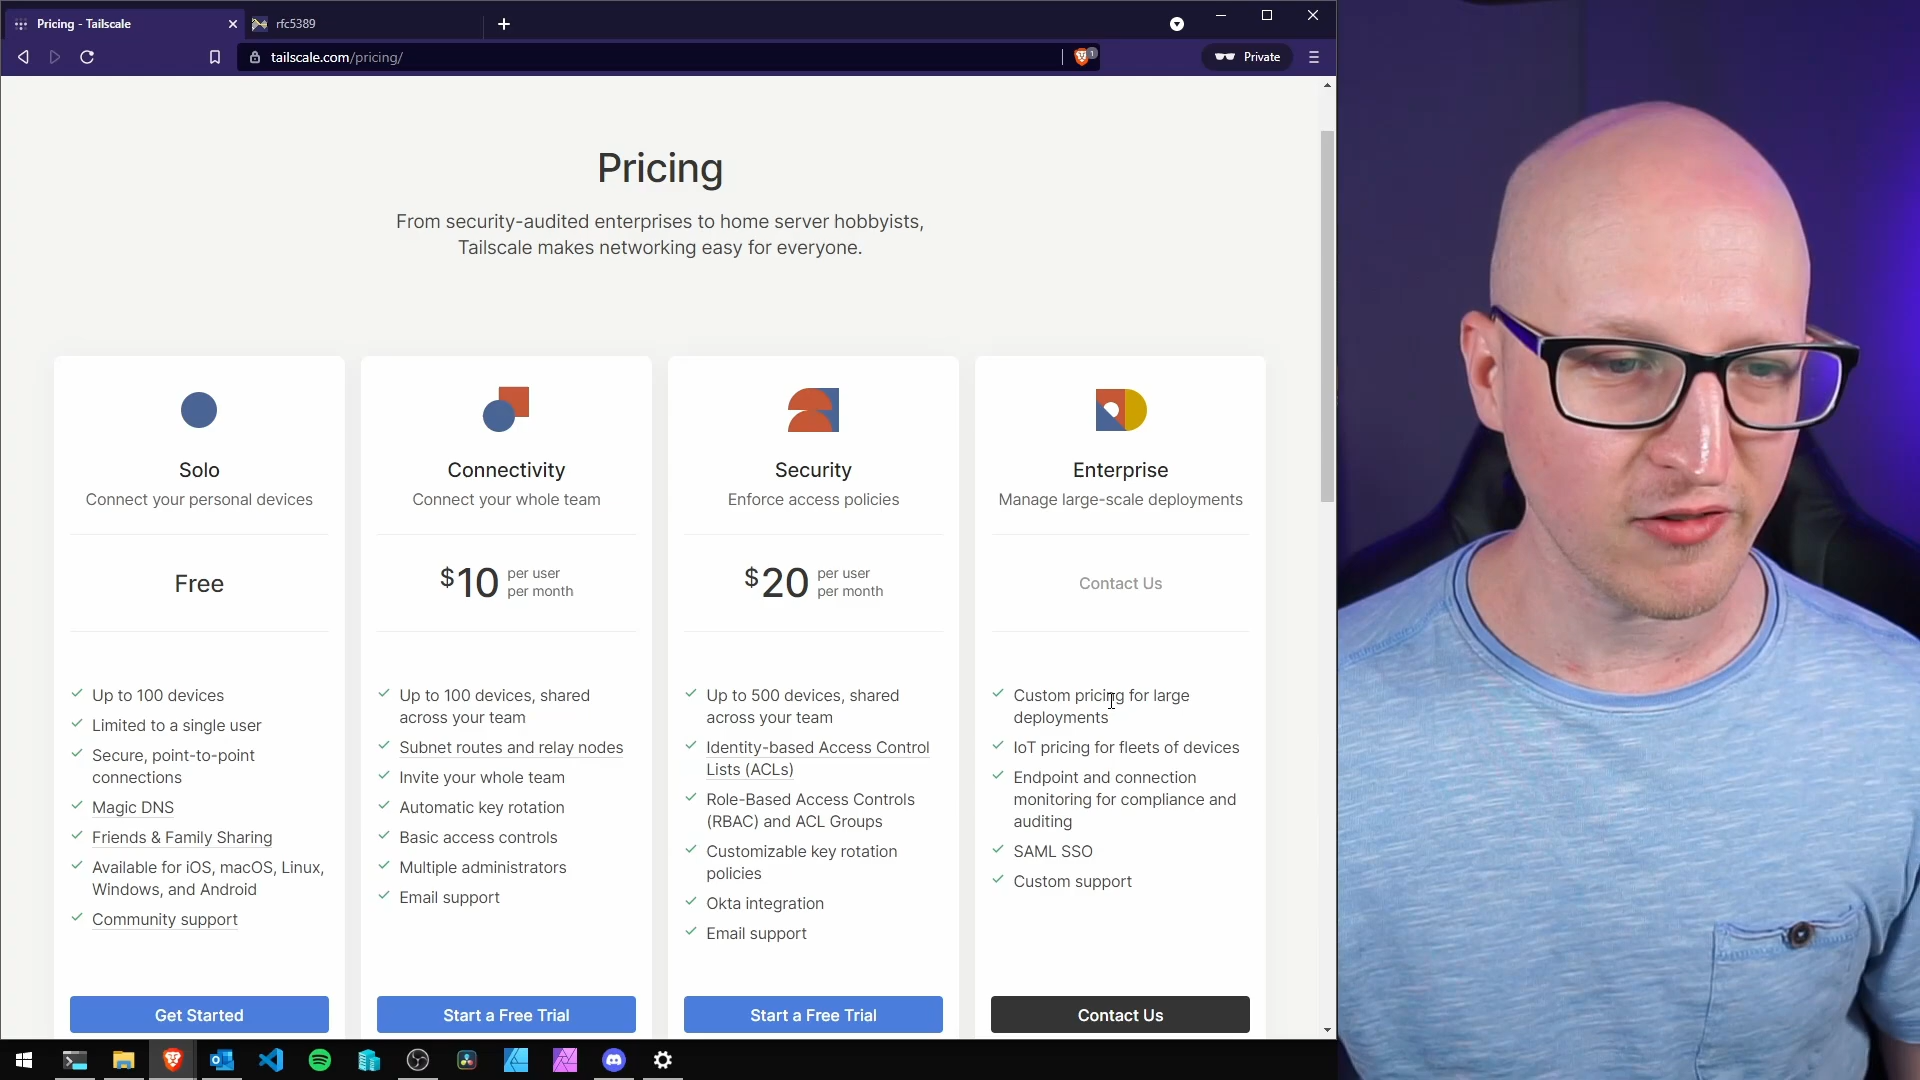 Pricing - Tailscale
rfc5389
tailscale.com/pricing/
1
Private
Pricing
From security-audited enterprises to home server hobbyists,
Tailscale makes networking easy for everyone.
Solo
Connect your personal devices
Free
Up to 100 devices
Limited to a single user
Secure, point-to-point
connections
Magic DNS
Friends & Family Sharing
Available for iOS, macOS, Linux,
Windows, and Android
Community support
Get Started
Connectivity
Connect your whole team
$10 per user
per month
Up to 100 devices, shared
across your team
Subnet routes and relay nodes
Invite your whole team
Automatic key rotation
Basic access controls
Multiple administrators
Email support
Start a Free Trial
Security
Enforce access policies
$20 per user
per month
Up to 500 devices, shared
across your team
Identity-based Access Control
Lists (ACLs)
Role-Based Access Controls
(RBAC) and ACL Groups
Customizable key rotation
policies
Okta integration
Email support
Start a Free Trial
Enterprise
Manage large-scale deployments
Contact Us
Custom pricing for large
deployments
IoT pricing for fleets of devices
Endpoint and connection
monitoring for compliance and
auditing
SAML SSO
Custom support
Contact Us